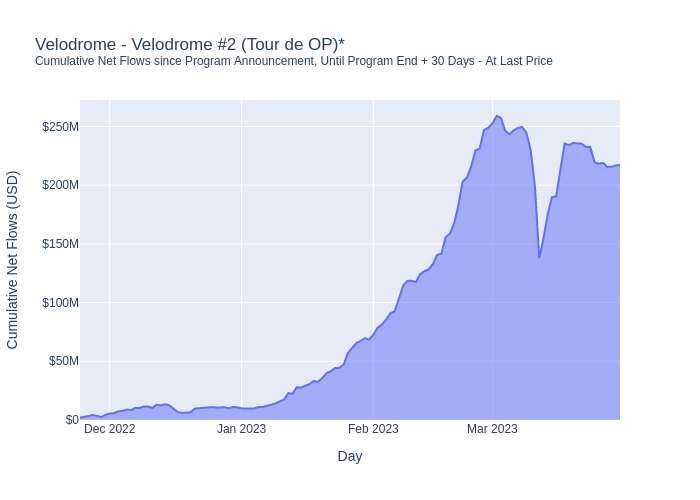 Velodrome - Velodrome #2 (Tour de OP)*
Cumulative Net Flows since Program Announcement, Until Program End + 30 Days - At Last Price
Cumulative Net Flows (USD)
$250M
$200M
$150M
$100M
$50M
$0
Dec 2022
Jan 2023
Feb 2023
Mar 2023
Day